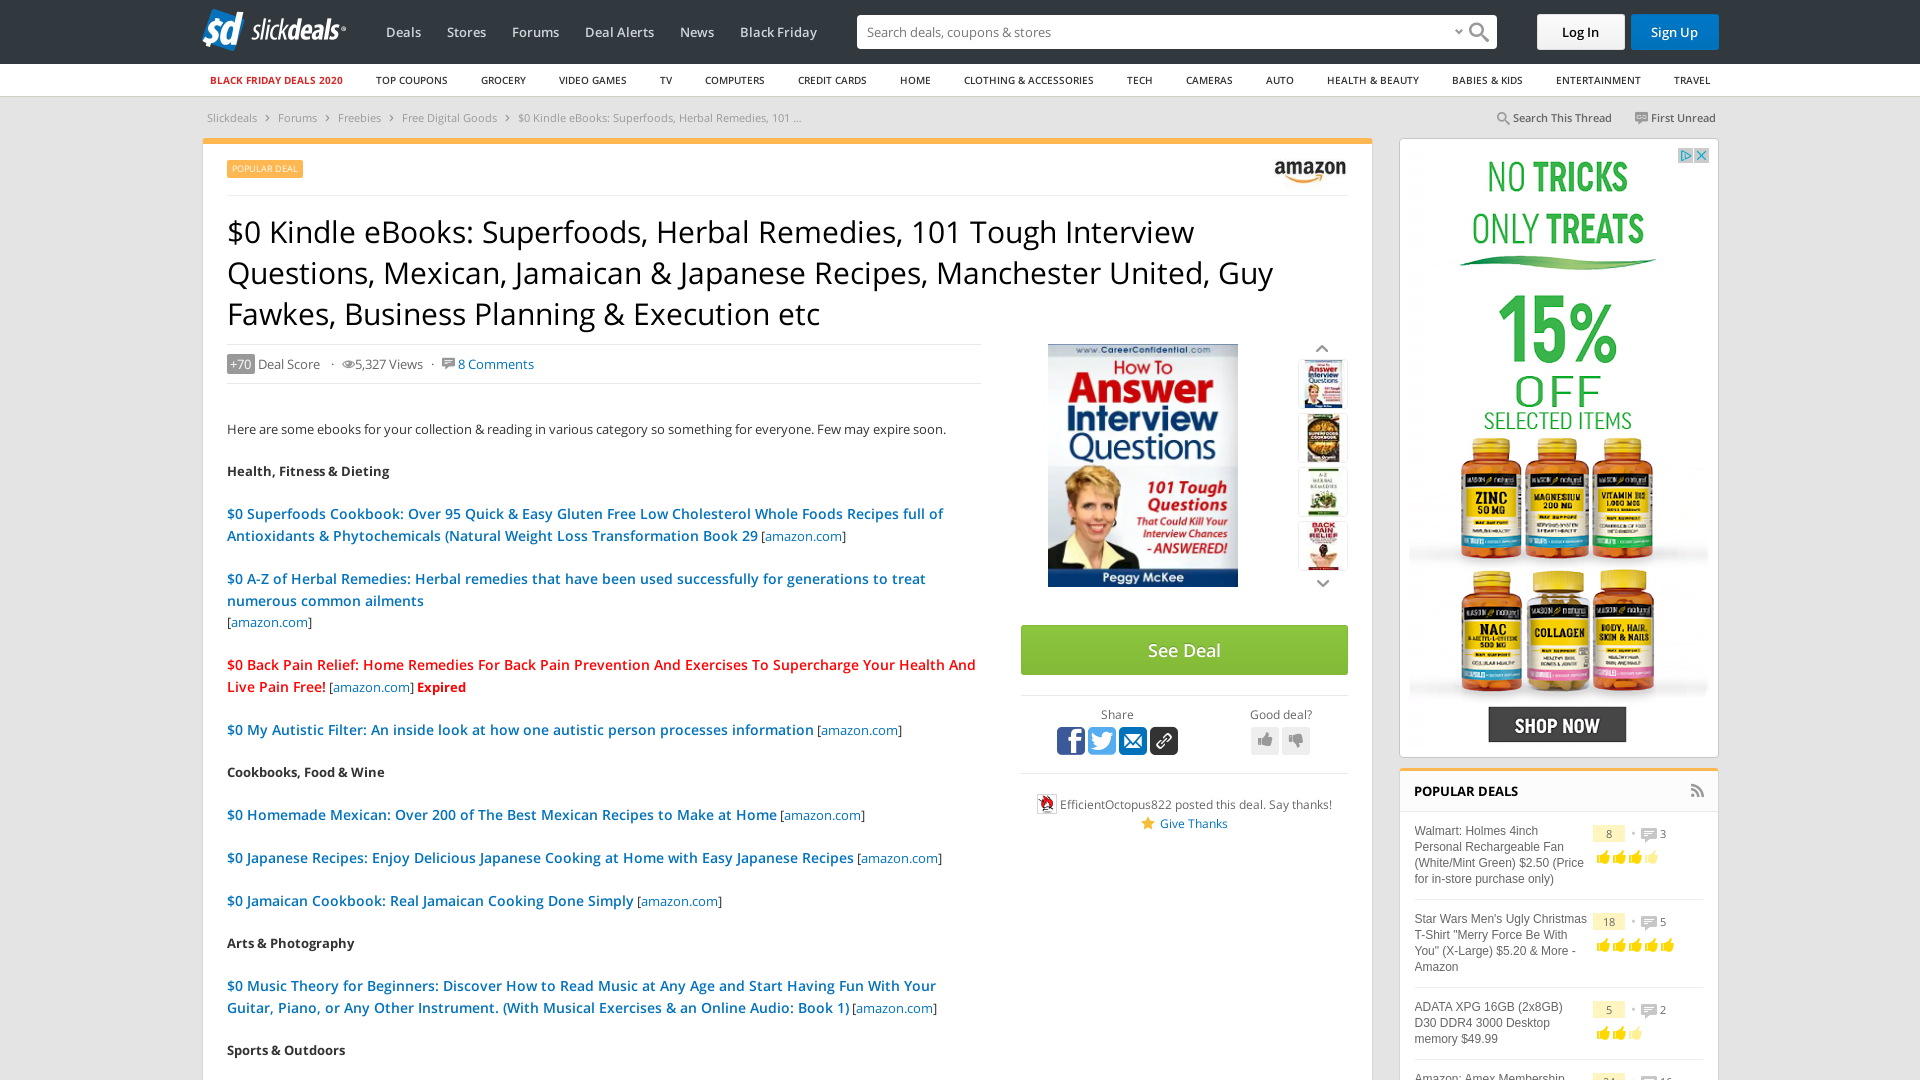 slickdeals
Deals
Stores
Forums
Deal Alerts
News
Black Friday
Search deals, coupons & stores
Log In
Sign Up
BLACK FRIDAY DEALS 2020
TOP COUPONS
GROCERY
VIDEO GAMES
TV
COMPUTERS
CREDIT CARDS
HOME
CLOTHING & ACCESSORIES
TECH
CAMERAS
AUTO
HEALTH & BEAUTY
BABIES & KIDS
ENTERTAINMENT
TRAVEL
Slickdeals › Forums › Freebies › Free Digital Goods › $0 Kindle eBooks: Superfoods, Herbal Remedies, 101 ...
Search This Thread
First Unread
POPULAR DEAL
amazon
$0 Kindle eBooks: Superfoods, Herbal Remedies, 101 Tough Interview
Questions, Mexican, Jamaican & Japanese Recipes, Manchester United, Guy
Fawkes, Business Planning & Execution etc
+70 Deal Score · 5,327 Views · 8 Comments
Here are some ebooks for your collection & reading in various category so something for everyone. Few may expire soon.
Health, Fitness & Dieting
$0 Superfoods Cookbook: Over 95 Quick & Easy Gluten Free Low Cholesterol Whole Foods Recipes full of
Antioxidants & Phytochemicals (Natural Weight Loss Transformation Book 29 [amazon.com]
$0 A-Z of Herbal Remedies: Herbal remedies that have been used successfully for generations to treat
numerous common ailments
[amazon.com]
$0 Back Pain Relief: Home Remedies For Back Pain Prevention And Exercises To Supercharge Your Health And
Live Pain Free! [amazon.com] Expired
$0 My Autistic Filter: An inside look at how one autistic person processes information [amazon.com]
Cookbooks, Food & Wine
$0 Homemade Mexican: Over 200 of The Best Mexican Recipes to Make at Home [amazon.com]
$0 Japanese Recipes: Enjoy Delicious Japanese Cooking at Home with Easy Japanese Recipes [amazon.com]
$0 Jamaican Cookbook: Real Jamaican Cooking Done Simply [amazon.com]
Arts & Photography
$0 Music Theory for Beginners: Discover How to Read Music at Any Age and Start Having Fun With Your
Guitar, Piano, or Any Other Instrument. (With Musical Exercises & an Online Audio: Book 1) [amazon.com]
Sports & Outdoors
www.CareerConfidential.com
How To
Answer
Interview
Questions
101 Tough
Questions
That Could Kill Your
Interview Chances
- ANSWERED!
Peggy McKee
See Deal
Share
Good deal?
EfficientOctopus822 posted this deal. Say thanks!
Give Thanks
NO TRICKS
ONLY TREATS
15%
OFF
SELECTED ITEMS
ZINC
50 MG
MAGNESIUM
200 MG
VITAMIN B12
NAC
500 MG
COLLAGEN
BODY, HAIR,
SKIN & NAILS
SHOP NOW
POPULAR DEALS
Walmart: Holmes 4inch
Personal Rechargeable Fan
(White/Mint Green) $2.50 (Price
for in-store purchase only)
8 · 3
Star Wars Men's Ugly Christmas
T-Shirt "Merry Force Be With
You" (X-Large) $5.20 & More -
Amazon
18 · 5
ADATA XPG 16GB (2x8GB)
D30 DDR4 3000 Desktop
memory $49.99
5 · 2
Amazon: Amex Membership